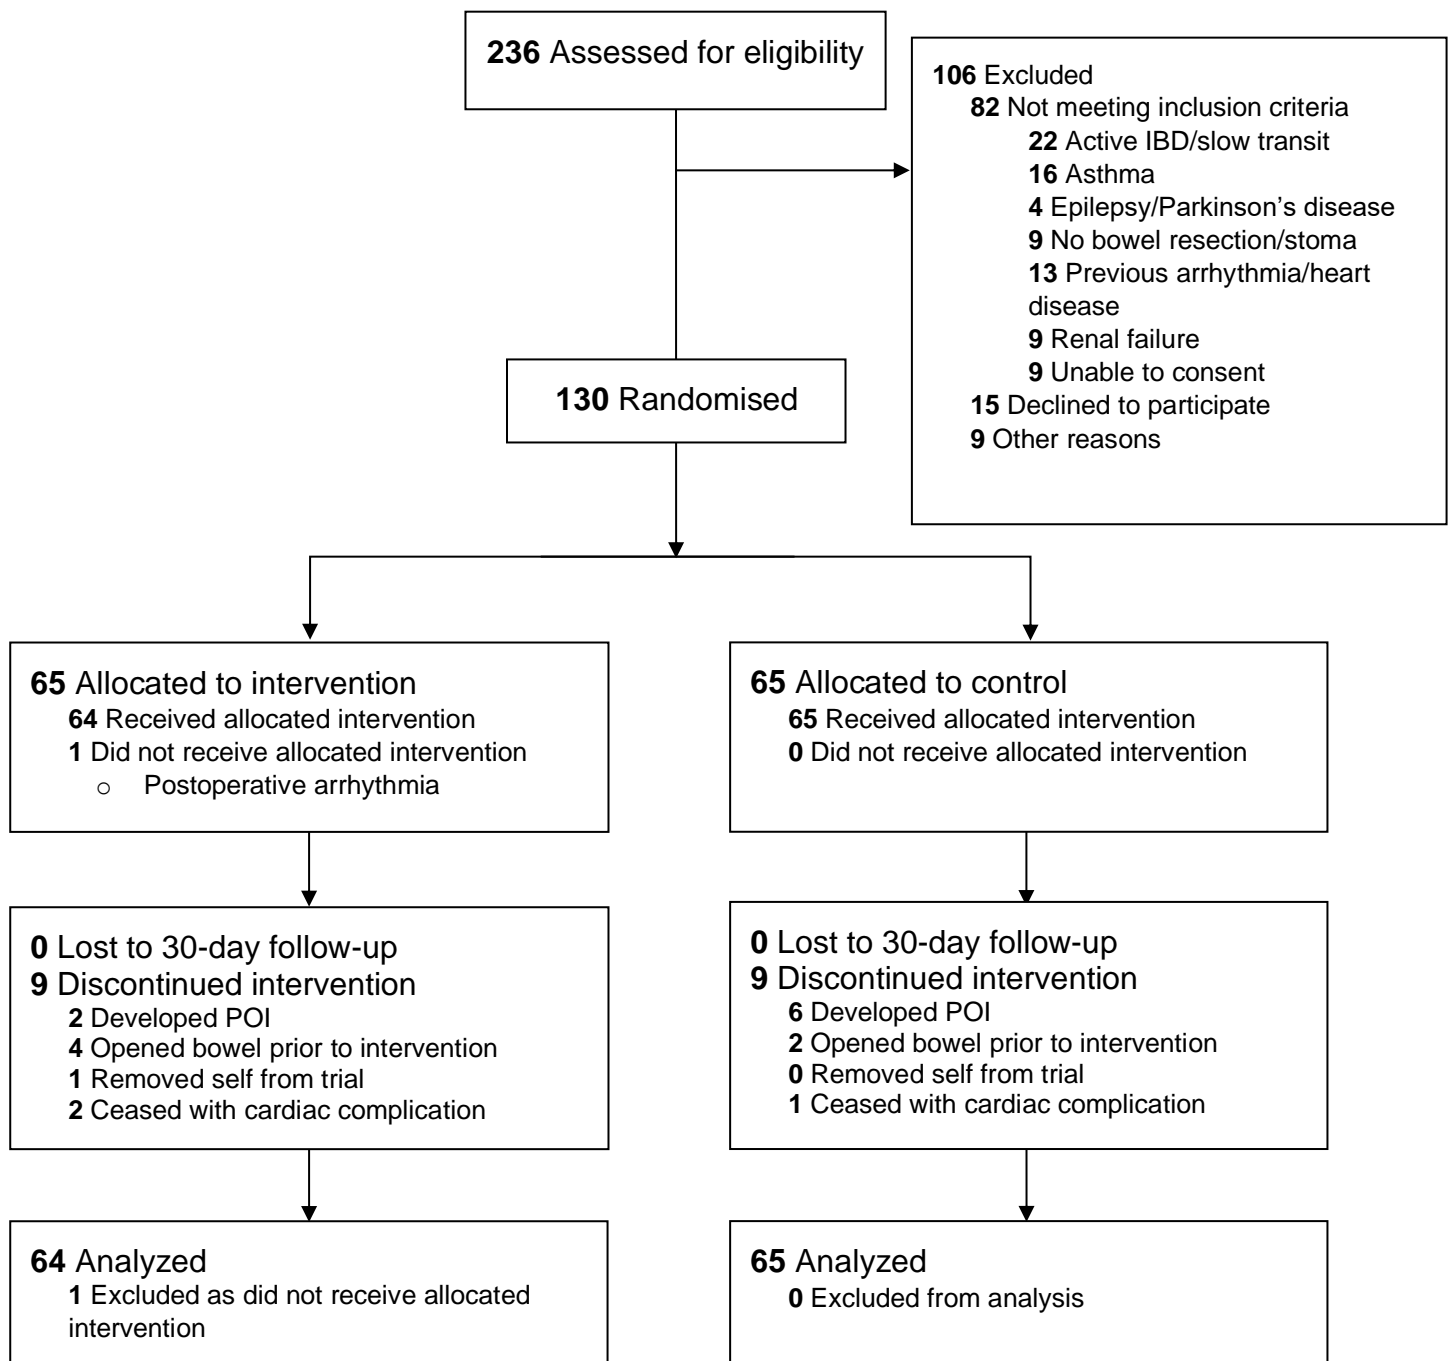 236 Assessed for eligibility
106 Excluded
82 Not meeting inclusion criteria
22 Active IBD/slow transit
16 Asthma
4 Epilepsy/Parkinson’s disease
9 No bowel resection/stoma
13 Previous arrhythmia/heart
disease
9 Renal failure
9 Unable to consent
15 Declined to participate
9 Other reasons
130 Randomised
65 Allocated to intervention
64 Received allocated intervention
1 Did not receive allocated intervention
o Postoperative arrhythmia
65 Allocated to control
65 Received allocated intervention
0 Did not receive allocated intervention
0 Lost to 30-day follow-up
9 Discontinued intervention
2 Developed POI
4 Opened bowel prior to intervention
1 Removed self from trial
2 Ceased with cardiac complication
0 Lost to 30-day follow-up
9 Discontinued intervention
6 Developed POI
2 Opened bowel prior to intervention
0 Removed self from trial
1 Ceased with cardiac complication
64 Analyzed
1 Excluded as did not receive allocated
intervention
65 Analyzed
0 Excluded from analysis